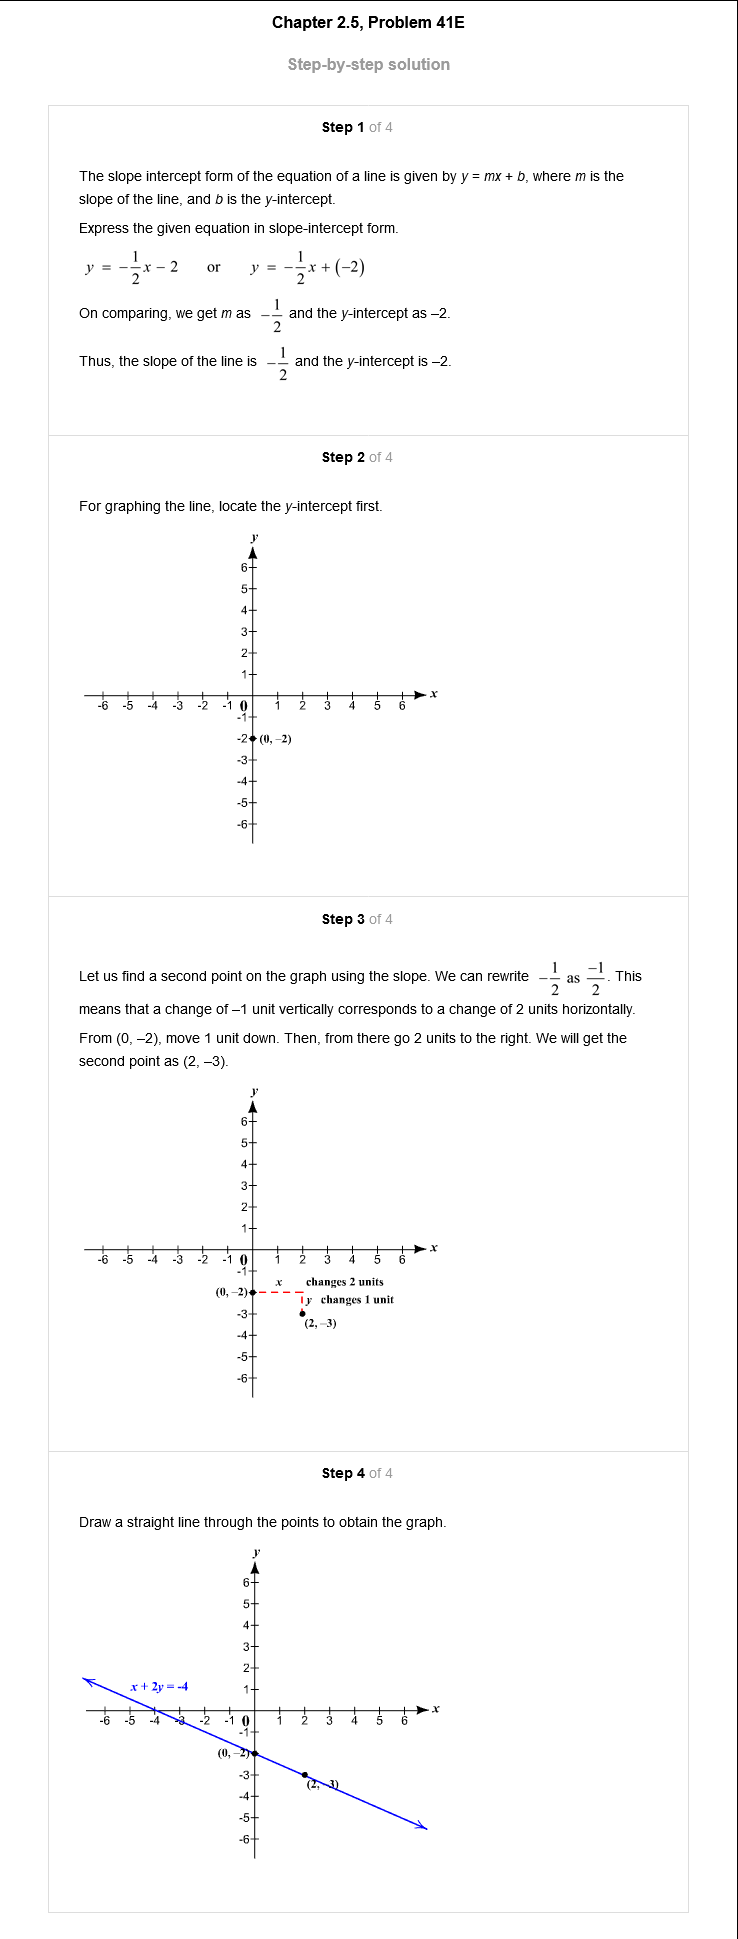 Chapter 2.5, Problem 41E
Step-by-step solution
Step 1 of 4
The slope intercept form of the equation of a line is given by y = mx + b, where m is the
slope of the line, and b is the y-intercept.
Express the given equation in slope-intercept form.
y = -1/2 x - 2 or y = -1/2 x + (-2)
On comparing, we get m as -1/2 and the y-intercept as –2.
Thus, the slope of the line is -1/2 and the y-intercept is –2.
Step 2 of 4
For graphing the line, locate the y-intercept first.
y
6
5
4
3
2
1
x
-6 -5 -4 -3 -2 -1 0 1 2 3 4 5 6
-1
-2 (0, –2)
-3
-4
-5
-6
Step 3 of 4
Let us find a second point on the graph using the slope. We can rewrite -1/2 as -1/2. This
means that a change of –1 unit vertically corresponds to a change of 2 units horizontally.
From (0, –2), move 1 unit down. Then, from there go 2 units to the right. We will get the
second point as (2, –3).
y
6
5
4
3
2
1
x
-6 -5 -4 -3 -2 -1 0 1 2 3 4 5 6
-1
x changes 2 units
(0, –2)
y changes 1 unit
-3
(2, –3)
-4
-5
-6
Step 4 of 4
Draw a straight line through the points to obtain the graph.
y
6
5
4
3
2
x + 2y = -4
1
x
-6 -5 -4 -3 -2 -1 0 1 2 3 4 5 6
-1
(0, –2)
-3
(2, –3)
-4
-5
-6